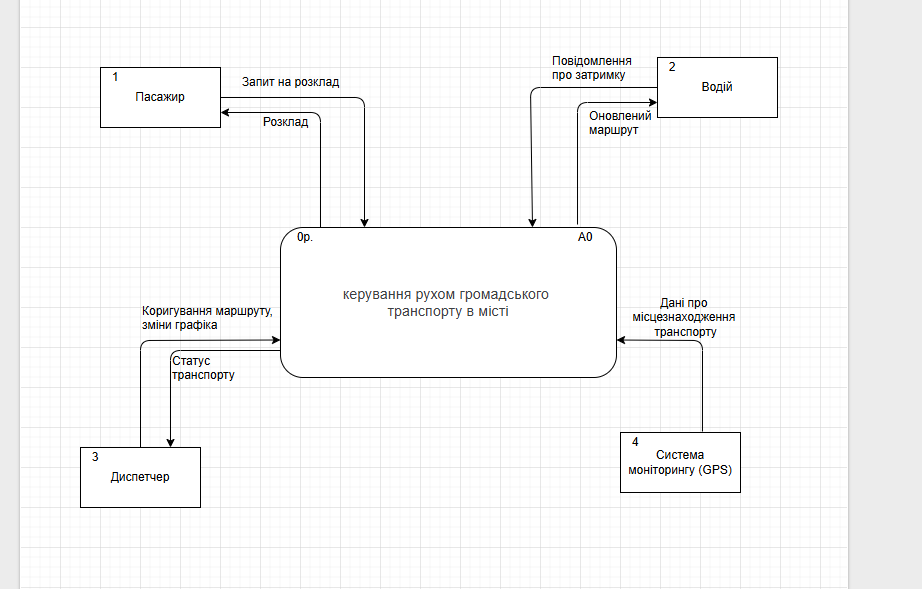 1
Пасажир
Запит на розклад
Розклад
Повідомлення
про затримку
2
Водій
Оновлений
маршрут
0р.
A0
керування рухом громадського
транспорту в місті
Коригування маршруту,
зміни графіка
Статус
транспорту
Дані про
місцезнаходження
транспорту
3
Диспетчер
4
Система
моніторингу (GPS)